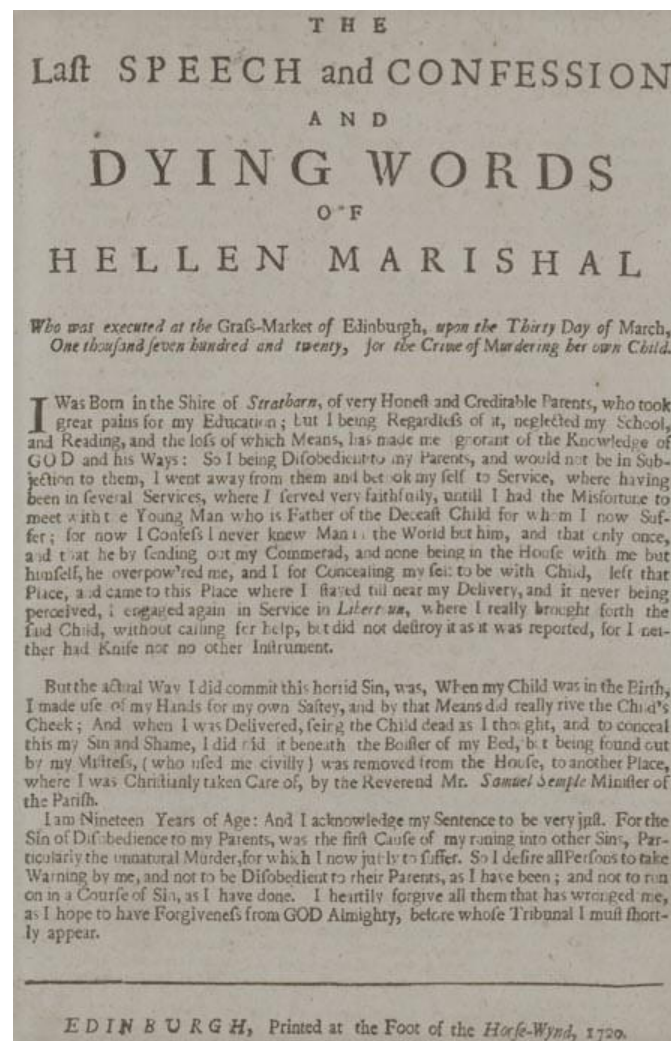 THE
Laſt SPEECH and CONFESSION
AND
DYING WORDS
OF
HELLEN MARISHAL
Who was executed at the Graſs-Market of Edinburgh, upon the Thirty Day of March,
One thouſand ſeven hundred and twenty, for the Crime of Murdering her own Child.
I Was Born in the Shire of Stratharn, of very Honeſt and Creditable Parents, who took
great pains for my Education; but I being Regardleſs of it, neglected my School,
and Reading, and the loſs of which Means, has made me gnorant of the Knowledge of
GOD and his Ways: So I being Diſobedient to my Parents, and would not be in Sub-
jection to them, I went away from them and betook my ſelf to Service, where having
been in ſeveral Services, where I ſerved very faithfully, untill I had the Misfortune to
meet with t e Young Man who is Father of the Deceaſt Child for whom I now Suf-
fer; for now I Confeſs I never knew Man in the World but him, and that only once,
and that he by ſending out my Commerad, and none being in the Houſe with me but
himſelf, he overpow'red me, and I for Concealing my ſelf to be with Child, left that
Place, and came to this Place where I ſtayed till near my Delivery, and it never being
perceived, I engaged again in Service in Libertoun, where I really brought forth the
ſaid Child, without calling for help, but did not deſtroy it as it was reported, for I nei-
ther had Knife nor no other Inſtrument.
But the actual Way I did commit this horrid Sin, was, When my Child was in the Birth,
I made uſe of my Hands for my own Saftey, and by that Means did really rive the Child's
Cheek; And when I was Delivered, ſeing the Child dead as I thought, and to conceal
this my Sin and Shame, I did hid it beneath the Bolſter of my Bed, but being found out
by my Miſtreſs, (who uſed me civilly) was removed from the Houſe, to another Place,
where I was Chriſtianly taken Care of, by the Reverend Mr. Samuel Semple Miniſter of
the Pariſh.
I am Nineteen Years of Age: And I acknowledge my Sentence to be very juſt. For the
Sin of Diſobedience to my Parents, was the firſt Cauſe of my runing into other Sins, Par-
ticularly the unnatural Murder, for which I now juſtly to ſuffer. So I deſire all Perſons to take
Warning by me, and not to be Diſobedient to their Parents, as I have been; and not to run
on in a Courſe of Sin, as I have done. I heartily forgive all them that has wronged me,
as I hope to have Forgiveneſs from GOD Almighty, before whoſe Tribunal I muſt ſhort-
ly appear.
EDINBURGH, Printed at the Foot of the Horſe-Wynd, 1720.